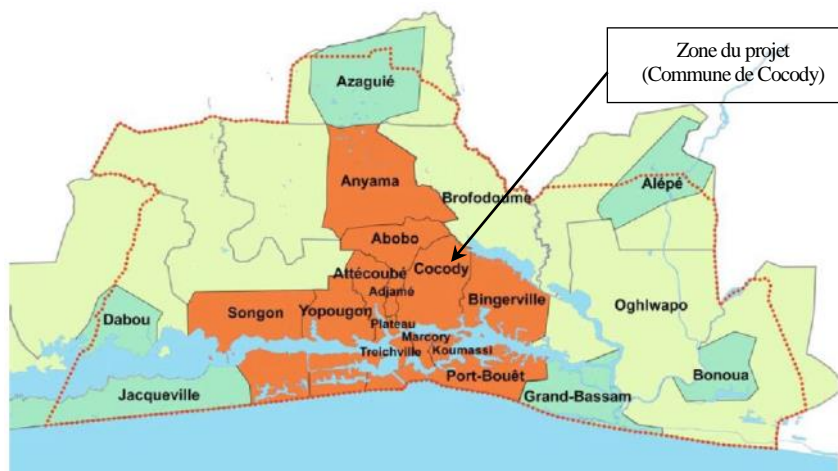 Zone du projet
(Commune de Cocody)
Azaguié
Anyama
Brofodoume
Alépé
Abobo
Attécoubé
Cocody
Adjamé
Bingerville
Songon
Yopougon
Oghlwapo
Dabou
Plateau
Marcory
Treichville
Koumassi
Port-Bouët
Bonoua
Jacqueville
Grand-Bassam